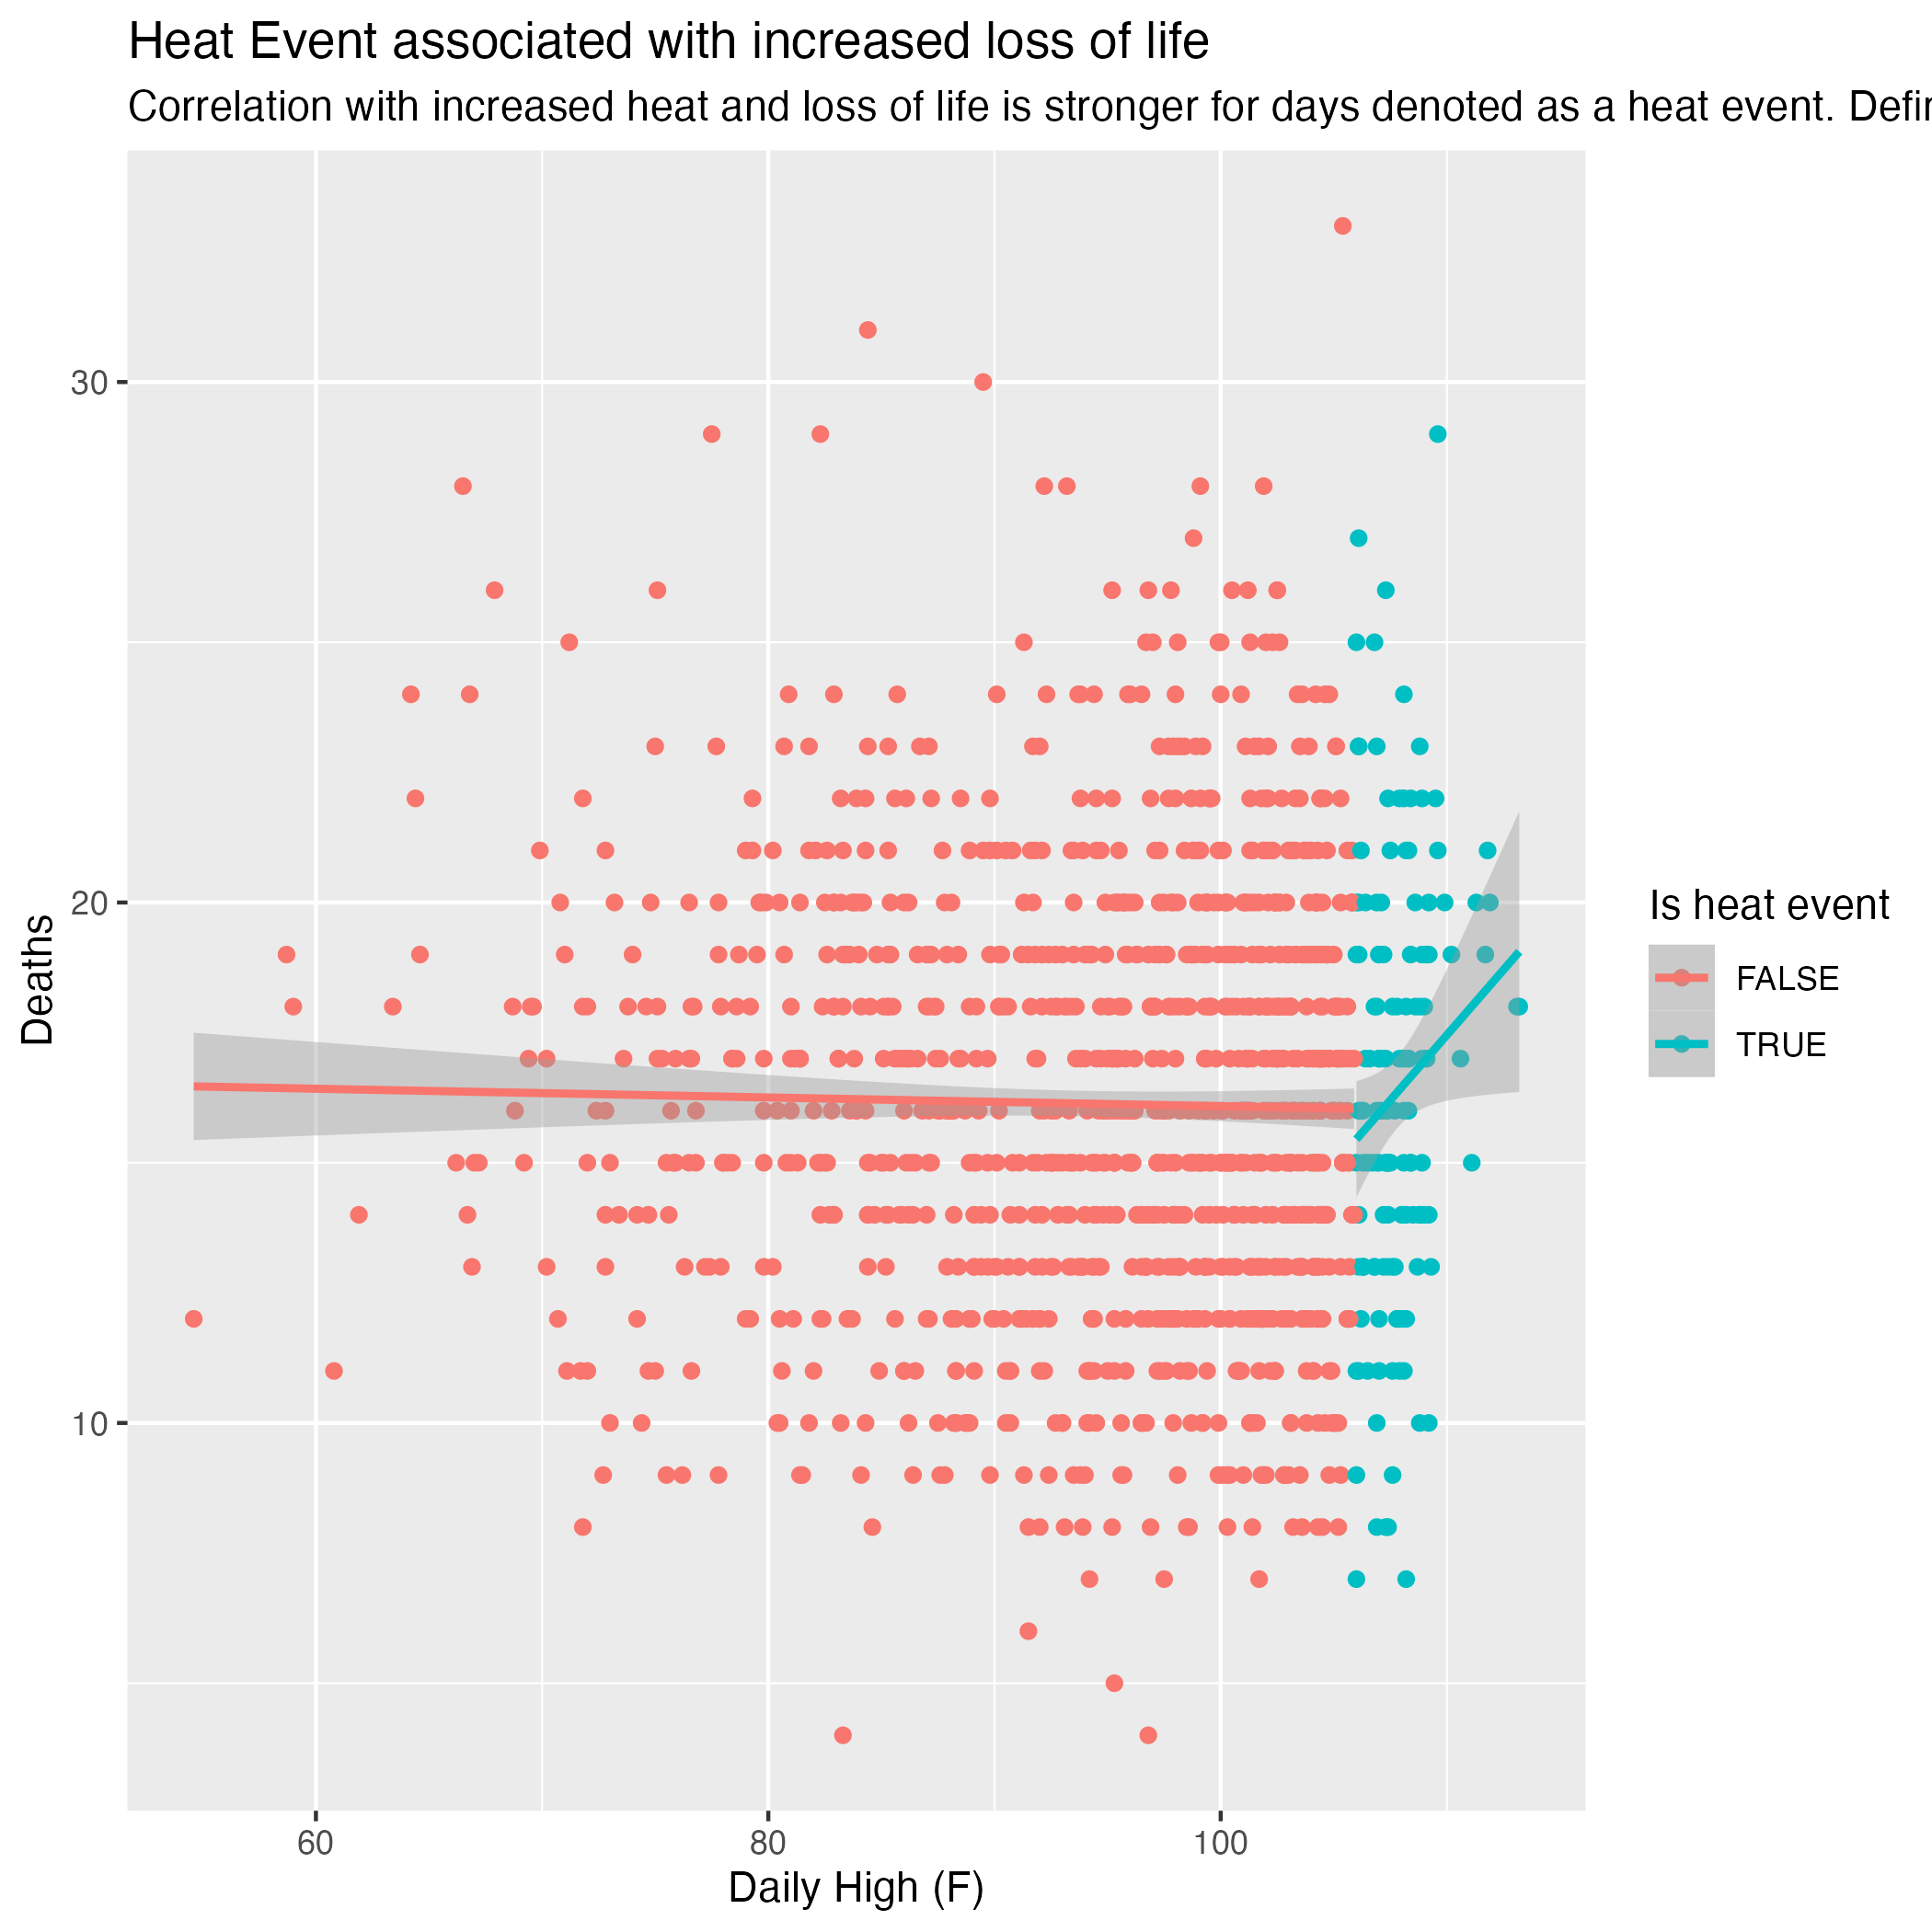 Heat Event associated with increased loss of life
Correlation with increased heat and loss of life is stronger for days denoted as a heat event.
30
20
10
Deaths
60
80
100
Daily High (F)
Is heat event
FALSE
TRUE